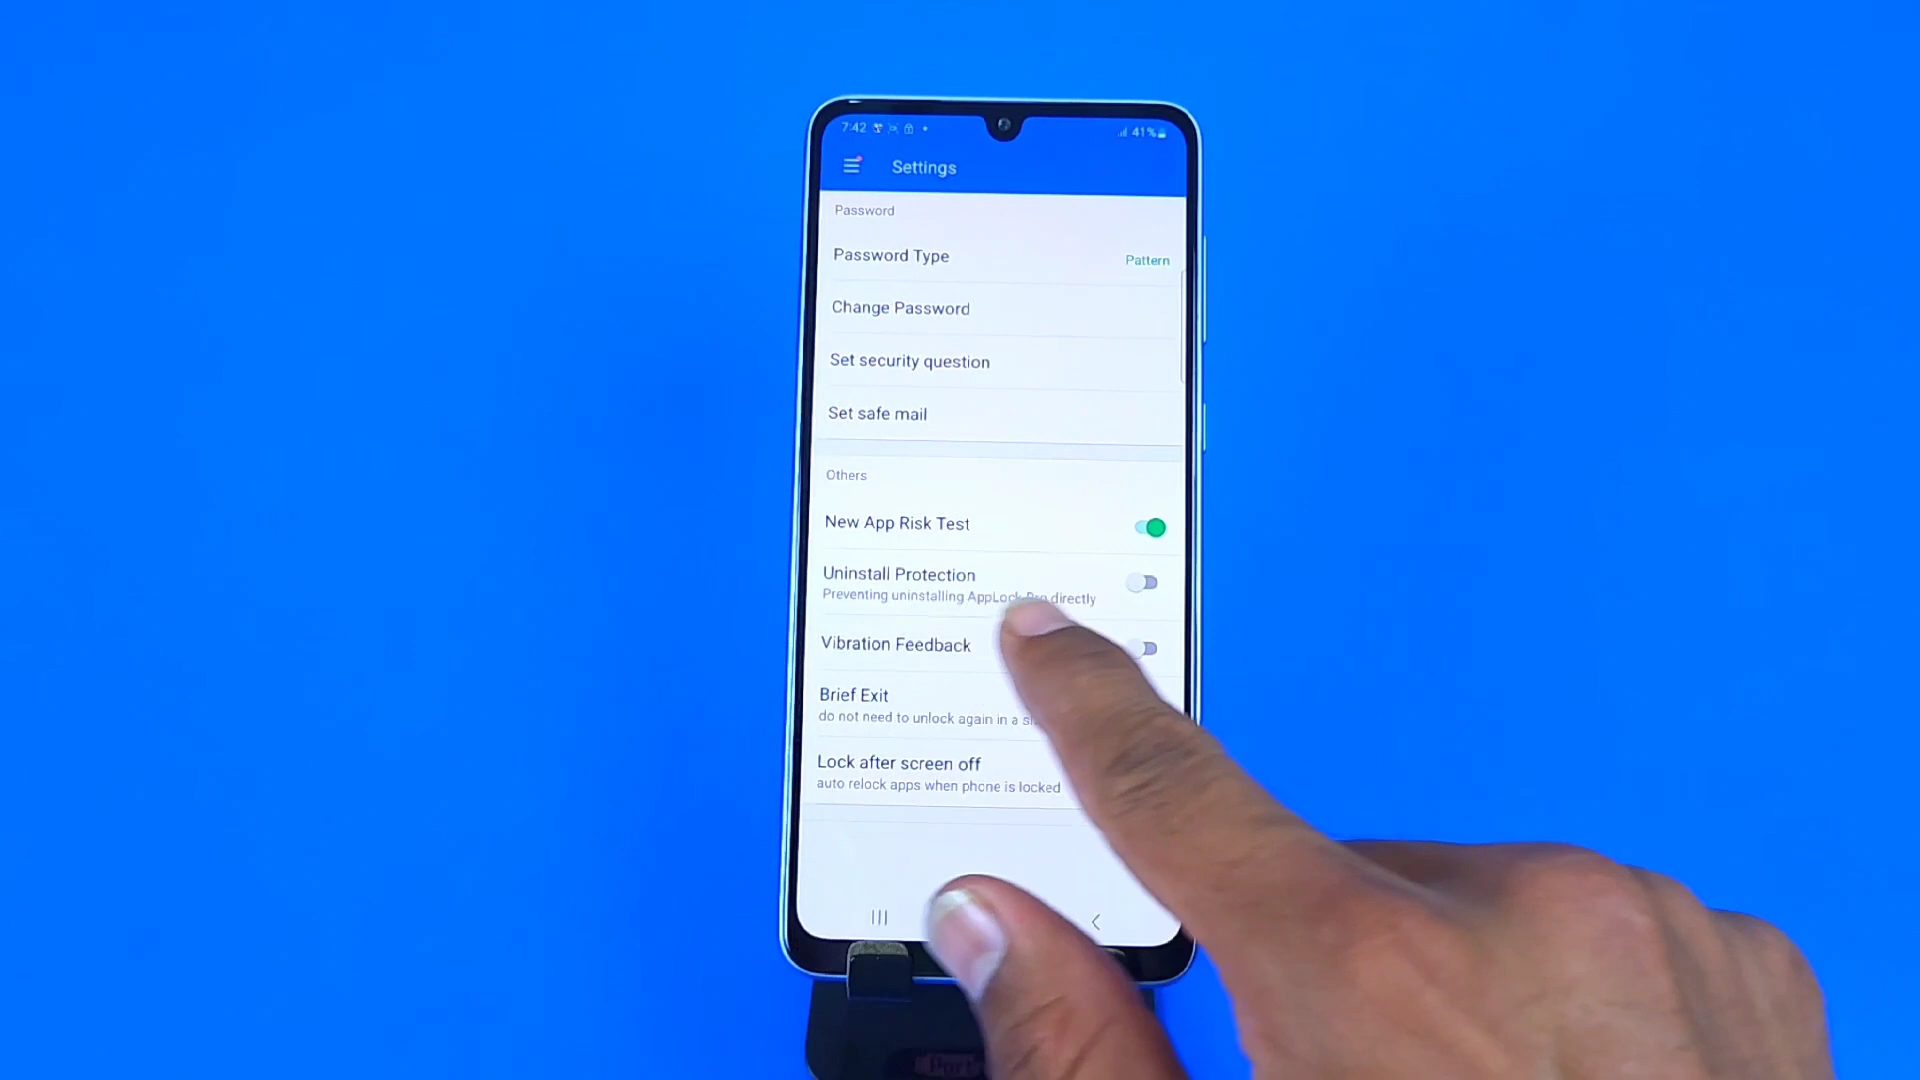 7:42
41%
Settings
Password
Password Type
Pattern
Change Password
Set security question
Set safe mail
Others
New App Risk Test
Uninstall Protection
Preventing uninstalling AppLock Pro directly
Vibration Feedback
Brief Exit
do not need to unlock again in a
Lock after screen off
auto relock apps when phone is locked